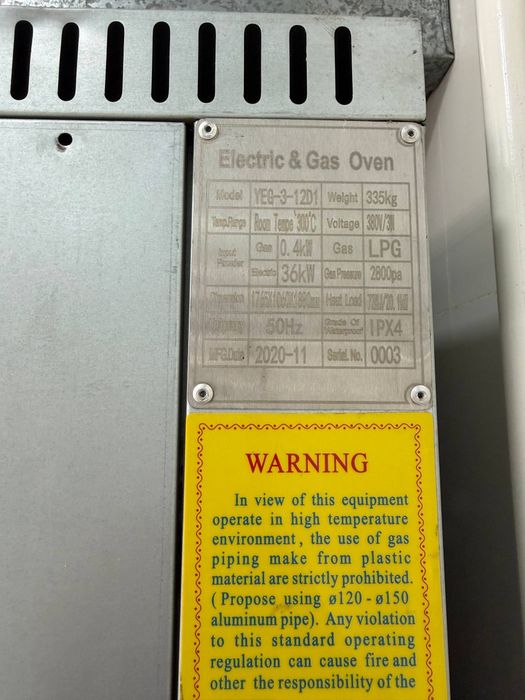 Electric & Gas Oven
Model YEG-3-12D1 Weight 335kg
Temp.Range Room Tempe~300°C Voltage 380V/3N
Input Gas 0.4kW Gas LPG
Electric 36kW Gas Pressure 2800pa
Dimension Haut Load
50Hz Grade Of "Waterproof" IPX4
MFG.Date 2020-11 Serial.No. 0003
WARNING
In view of this equipment
operate in high temperature
environment, the use of gas
piping make from plastic
material are strictly prohibited.
( Propose using ø120 - ø150
aluminum pipe). Any violation
to this standard operating
regulation can cause fire and
other the responsibility of the